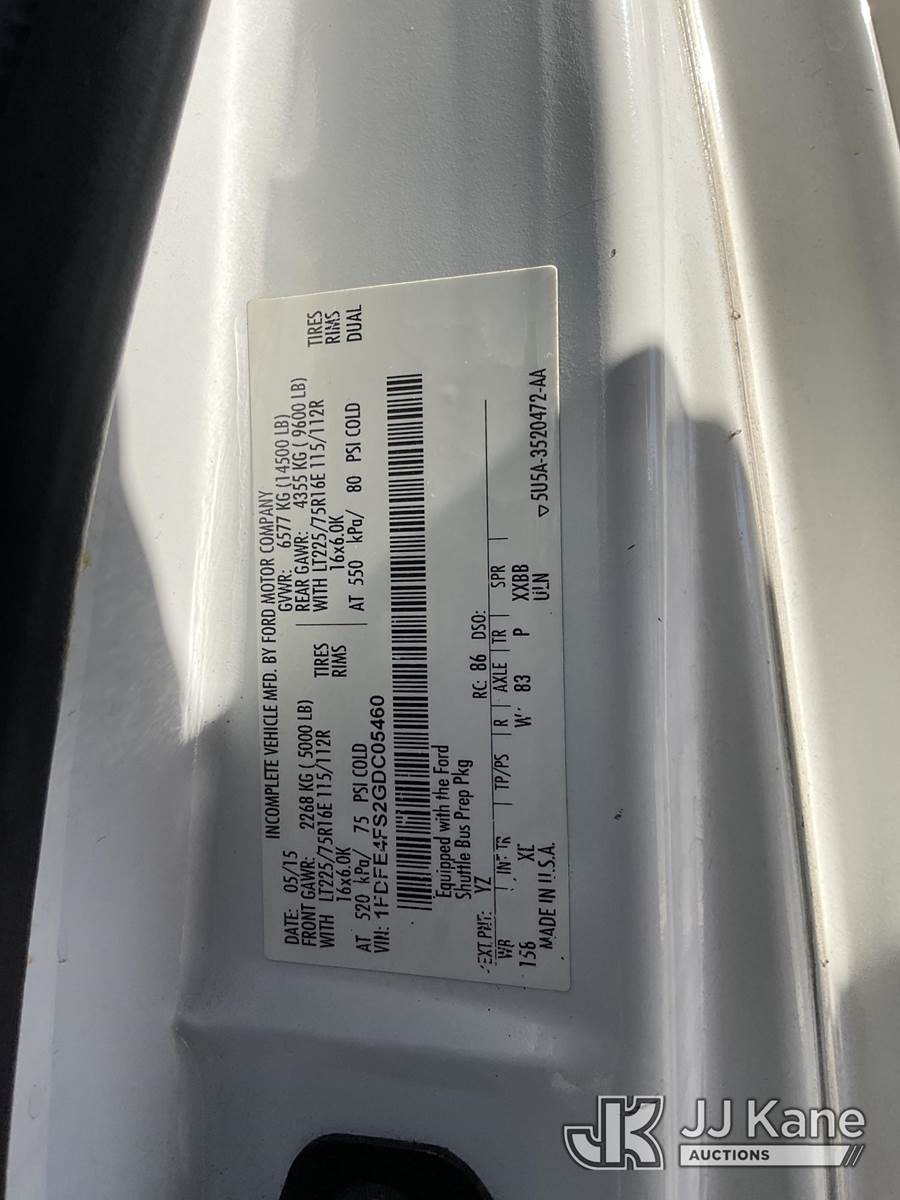 INCOMPLETE VEHICLE MFD. BY FORD MOTOR COMPANY
DATE: 05/15 GVWR: 6577 KG (14500 LB)
FRONT GAWR: 2268 KG ( 5000 LB) REAR GAWR: 4355 KG ( 9600 LB)
WITH LT225/75R16E 115/112R TIRES WITH LT225/75R16E 115/112R TIRES
16x6.0K RIMS 16x6.0K RIMS
AT 520 kPa/ 75 PSI COLD AT 550 kPa/ 80 PSI COLD DUAL
VIN: 1FDFE4FS2GDC05460
Equipped with the Ford
Shuttle Bus Prep Pkg
EXT PNT: YZ RC: 86 DSO:
WB INT TR TP/PS R AXLE TR SPR
156 XE W 83 P XXBB
MADE IN U.S.A. ULN
▽5U5A-3520472-AA
JK JJ Kane
AUCTIONS